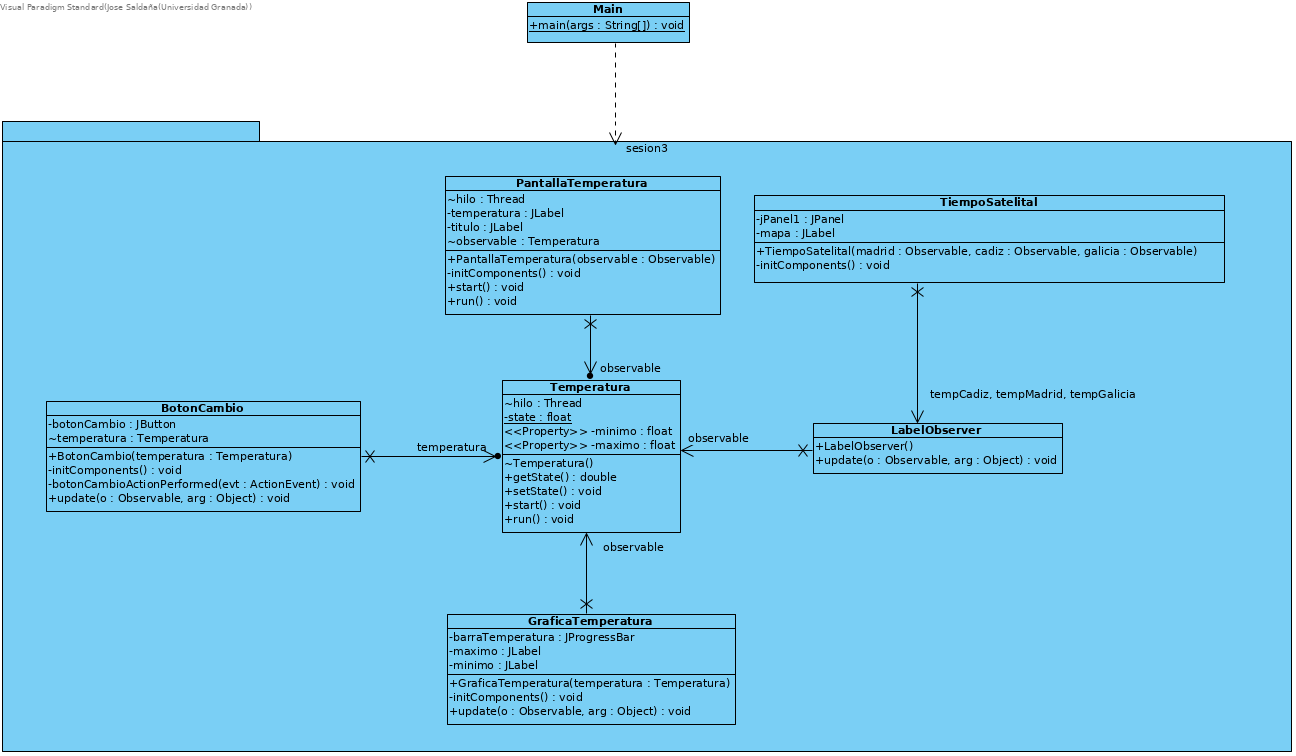 Visual Paradigm Standard(Jose Saldaña(Universidad Granada))
Main
+main(args : String[]) : void
sesion3
PantallaTemperatura
~hilo : Thread
-temperatura : JLabel
-titulo : JLabel
~observable : Temperatura
+PantallaTemperatura(observable : Observable)
-initComponents() : void
+start() : void
+run() : void
TiempoSatelital
-jPanel1 : JPanel
-mapa : JLabel
+TiempoSatelital(madrid : Observable, cadiz : Observable, galicia : Observable)
-initComponents() : void
observable
tempCadiz, tempMadrid, tempGalicia
BotonCambio
-botonCambio : JButton
~temperatura : Temperatura
+BotonCambio(temperatura : Temperatura)
-initComponents() : void
-botonCambioActionPerformed(evt : ActionEvent) : void
+update(o : Observable, arg : Object) : void
temperatura
Temperatura
~hilo : Thread
-state : float
<<Property>> -minimo : float
<<Property>> -maximo : float
~Temperatura()
+getState() : double
+setState() : void
+start() : void
+run() : void
observable
LabelObserver
+LabelObserver()
+update(o : Observable, arg : Object) : void
observable
GraficaTemperatura
-barraTemperatura : JProgressBar
-maximo : JLabel
-minimo : JLabel
+GraficaTemperatura(temperatura : Temperatura)
-initComponents() : void
+update(o : Observable, arg : Object) : void